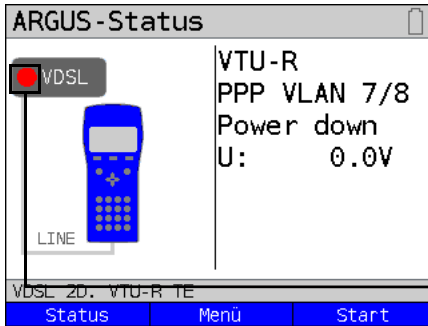 ARGUS-Status
VDSL
LINE
VTU-R
PPP VLAN 7/8
Power down
U: 0.0V
VDSL 2D. VTU-R TE
Status Menü Start